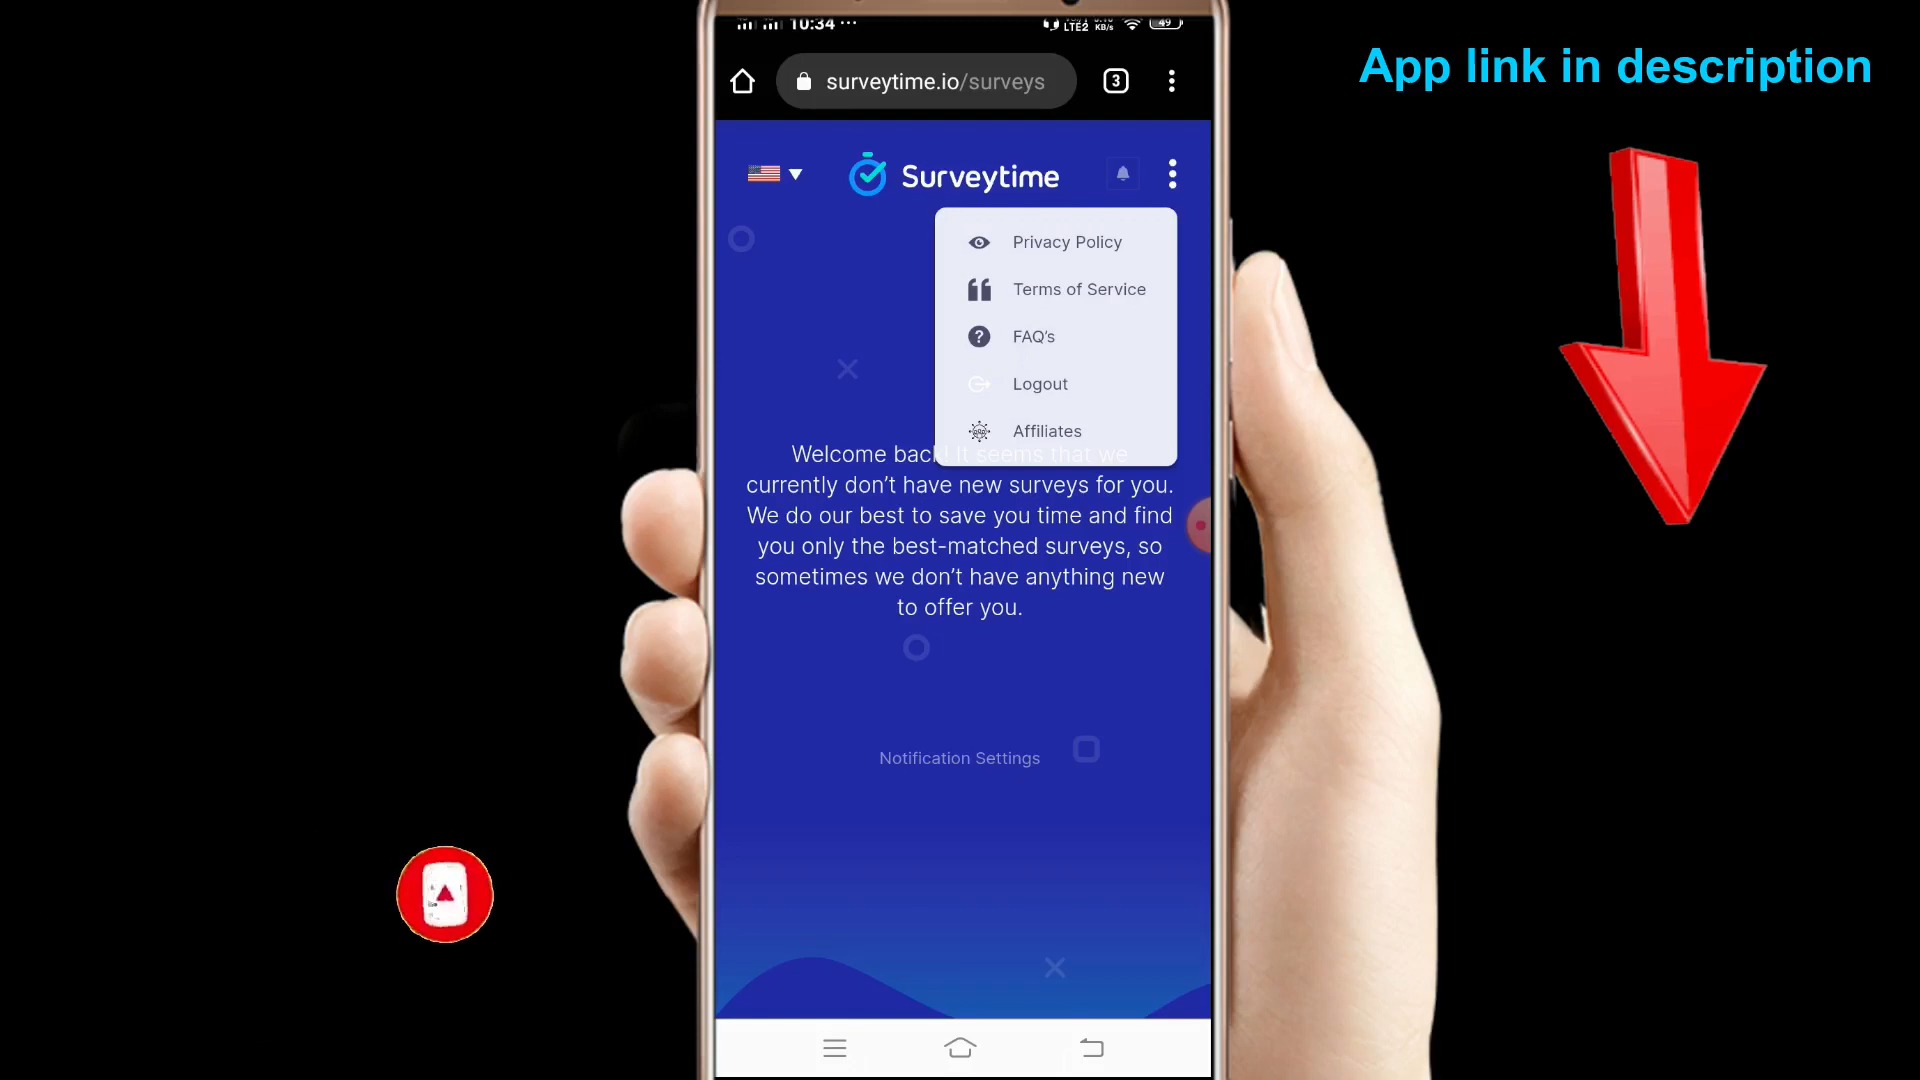 10:34 ...
LTE2 KB/s 49
App link in description
surveytime.io/surveys 3
Surveytime
Privacy Policy
Terms of Service
FAQ's
Logout
Affiliates
Welcome back! It seems that we
currently don't have new surveys for you.
We do our best to save you time and find
you only the best-matched surveys, so
sometimes we don't have anything new
to offer you.
Notification Settings